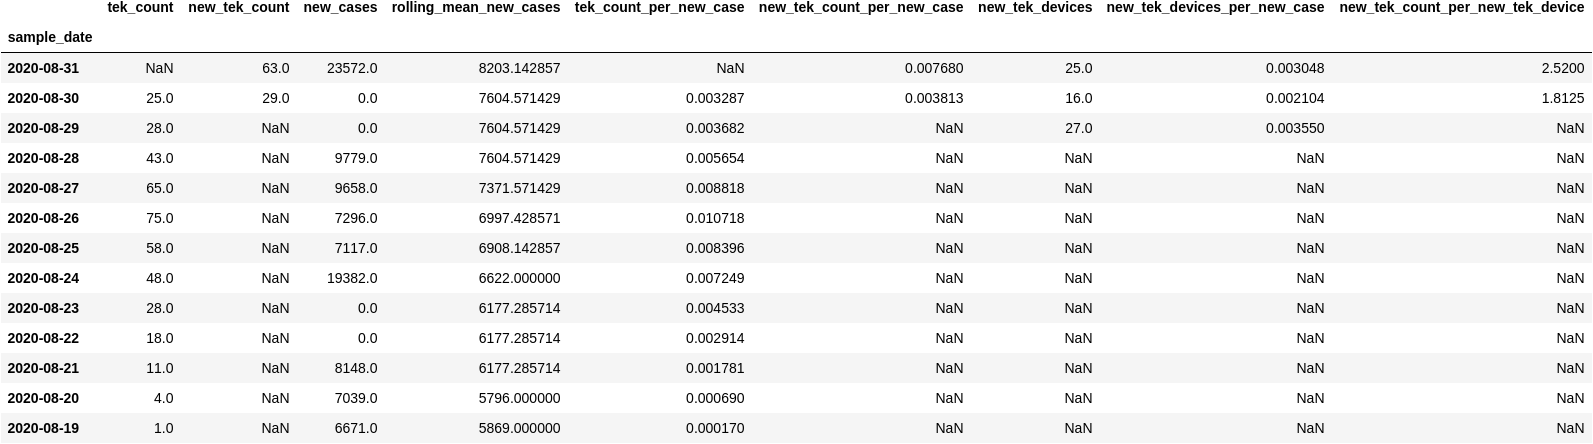 tek_count new_tek_count new_cases rolling_mean_new_cases tek_count_per_new_case new_tek_count_per_new_case new_tek_devices new_tek_devices_per_new_case new_tek_count_per_new_tek_device
sample_date
2020-08-31 NaN 63.0 23572.0 8203.142857 NaN 0.007680 25.0 0.003048 2.5200
2020-08-30 25.0 29.0 0.0 7604.571429 0.003287 0.003813 16.0 0.002104 1.8125
2020-08-29 28.0 NaN 0.0 7604.571429 0.003682 NaN 27.0 0.003550 NaN
2020-08-28 43.0 NaN 9779.0 7604.571429 0.005654 NaN NaN NaN NaN
2020-08-27 65.0 NaN 9658.0 7371.571429 0.008818 NaN NaN NaN NaN
2020-08-26 75.0 NaN 7296.0 6997.428571 0.010718 NaN NaN NaN NaN
2020-08-25 58.0 NaN 7117.0 6908.142857 0.008396 NaN NaN NaN NaN
2020-08-24 48.0 NaN 19382.0 6622.000000 0.007249 NaN NaN NaN NaN
2020-08-23 28.0 NaN 0.0 6177.285714 0.004533 NaN NaN NaN NaN
2020-08-22 18.0 NaN 0.0 6177.285714 0.002914 NaN NaN NaN NaN
2020-08-21 11.0 NaN 8148.0 6177.285714 0.001781 NaN NaN NaN NaN
2020-08-20 4.0 NaN 7039.0 5796.000000 0.000690 NaN NaN NaN NaN
2020-08-19 1.0 NaN 6671.0 5869.000000 0.000170 NaN NaN NaN NaN